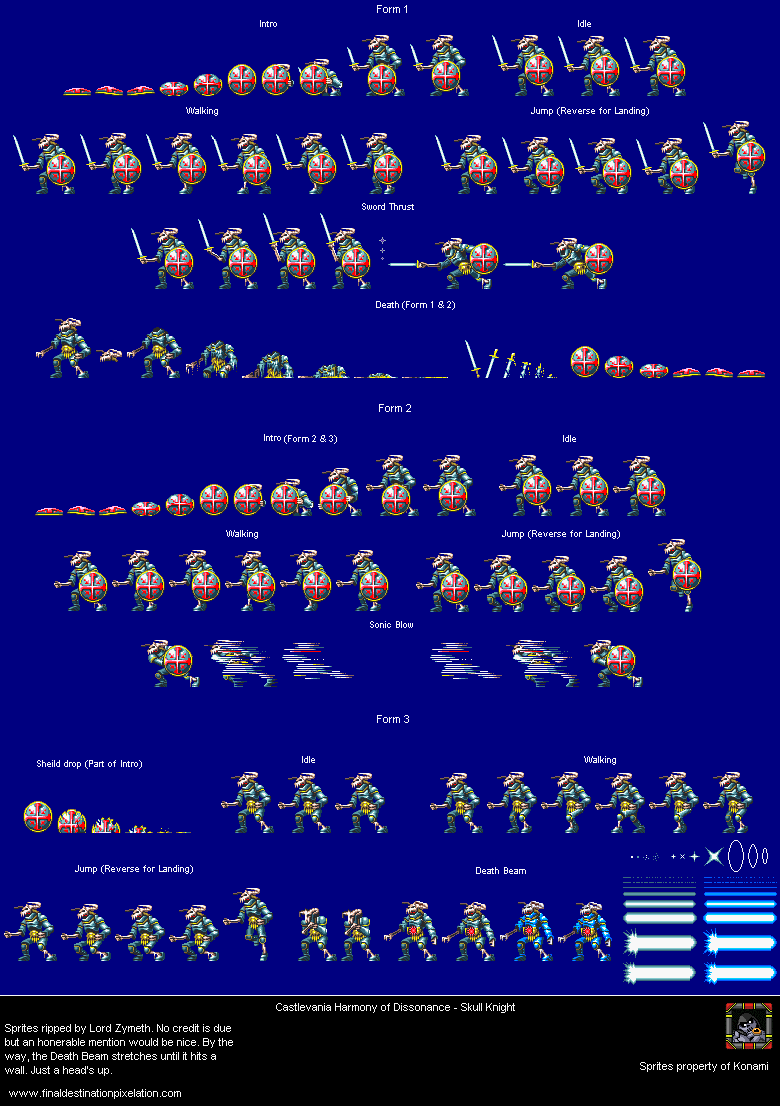 Form 1
Intro
Idle
Walking
Jump (Reverse for Landing)
Sword Thrust
Death (Form 1 & 2)
Form 2
Intro (Form 2 & 3)
Idle
Walking
Jump (Reverse for Landing)
Sonic Blow
Form 3
Sheild drop (Part of Intro)
Idle
Walking
Jump (Reverse for Landing)
Death Beam
Castlevania Harmony of Dissonance - Skull Knight
Sprites ripped by Lord Zymeth. No credit is due
but an honerable mention would be nice. By the
way, the Death Beam stretches until it hits a
wall. Just a head's up.
Sprites property of Konami
www.finaldestinationpixelation.com